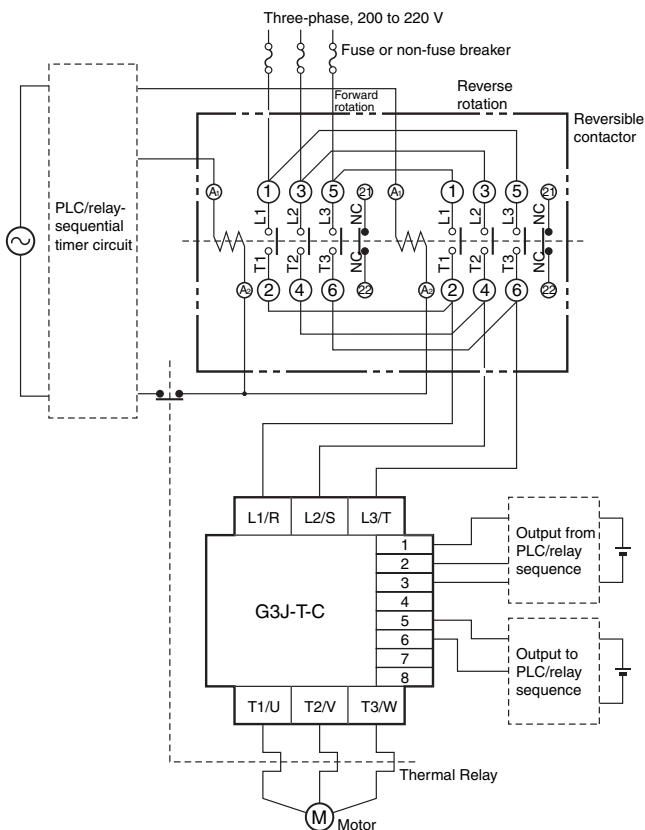 Three-phase, 200 to 220 V
Fuse or non-fuse breaker
Forward
rotation
Reverse
rotation
Reversible
contactor
PLC/relay-
sequential
timer circuit
A1 1 3 5 21 A1 1 3 5 21
L1 L2 L3 NC L1 L2 L3 NC
T1 T2 T3 NC T1 T2 T3 NC
A2 2 4 6 22 A2 2 4 6 22
L1/R L2/S L3/T
G3J-T-C
1
2
3
4
5
6
7
8
Output from
PLC/relay
sequence
Output to
PLC/relay
sequence
T1/U T2/V T3/W
Thermal Relay
M
Motor